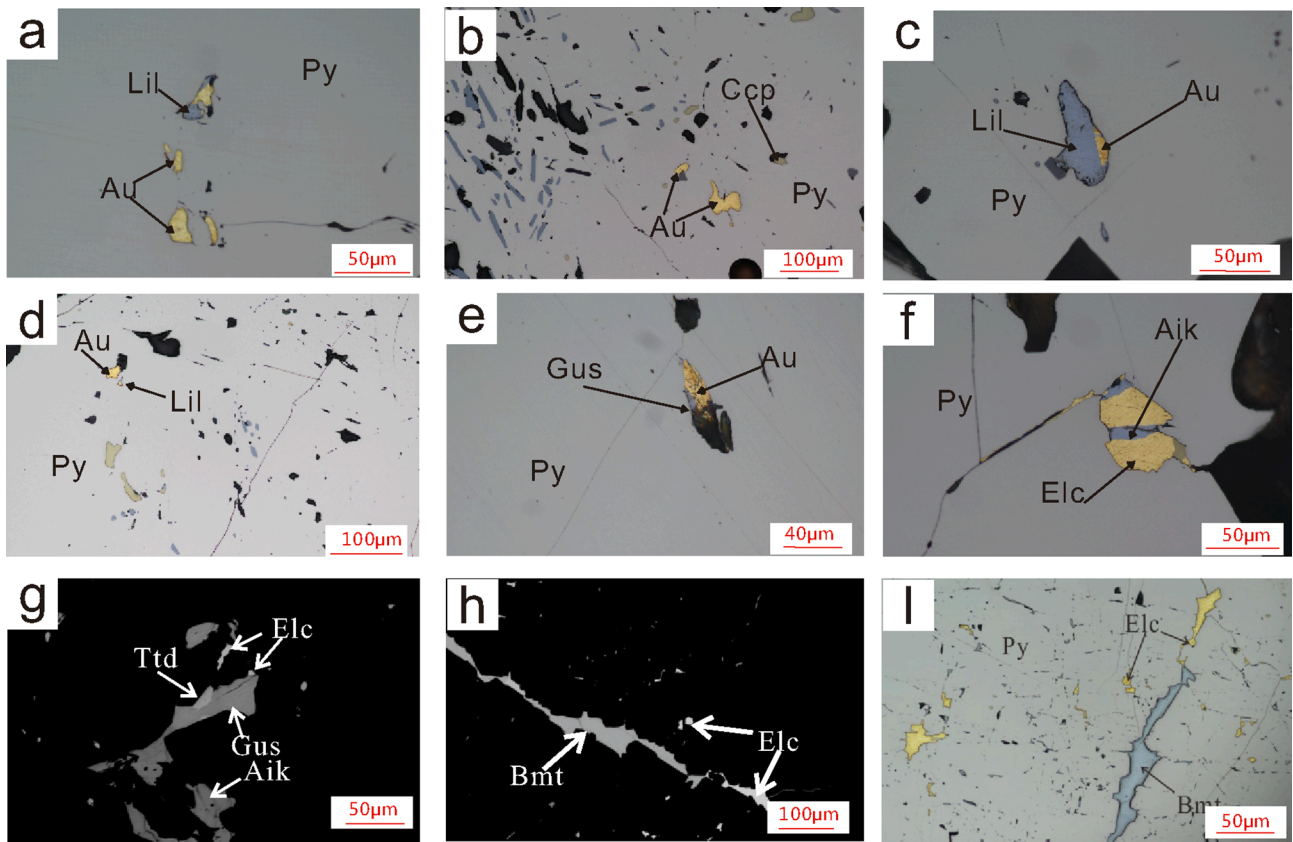 a
Lil
Py
Au
50μm
b
Ccp
Au
Py
100μm
c
Lil
Au
Py
50μm
d
Au
Lil
Py
100μm
e
Gus
Au
Py
40μm
f
Aik
Py
Elc
50μm
g
Elc
Ttd
Gus
Aik
50μm
h
Elc
Bmt
100μm
l
Elc
Py
Bmt
50μm